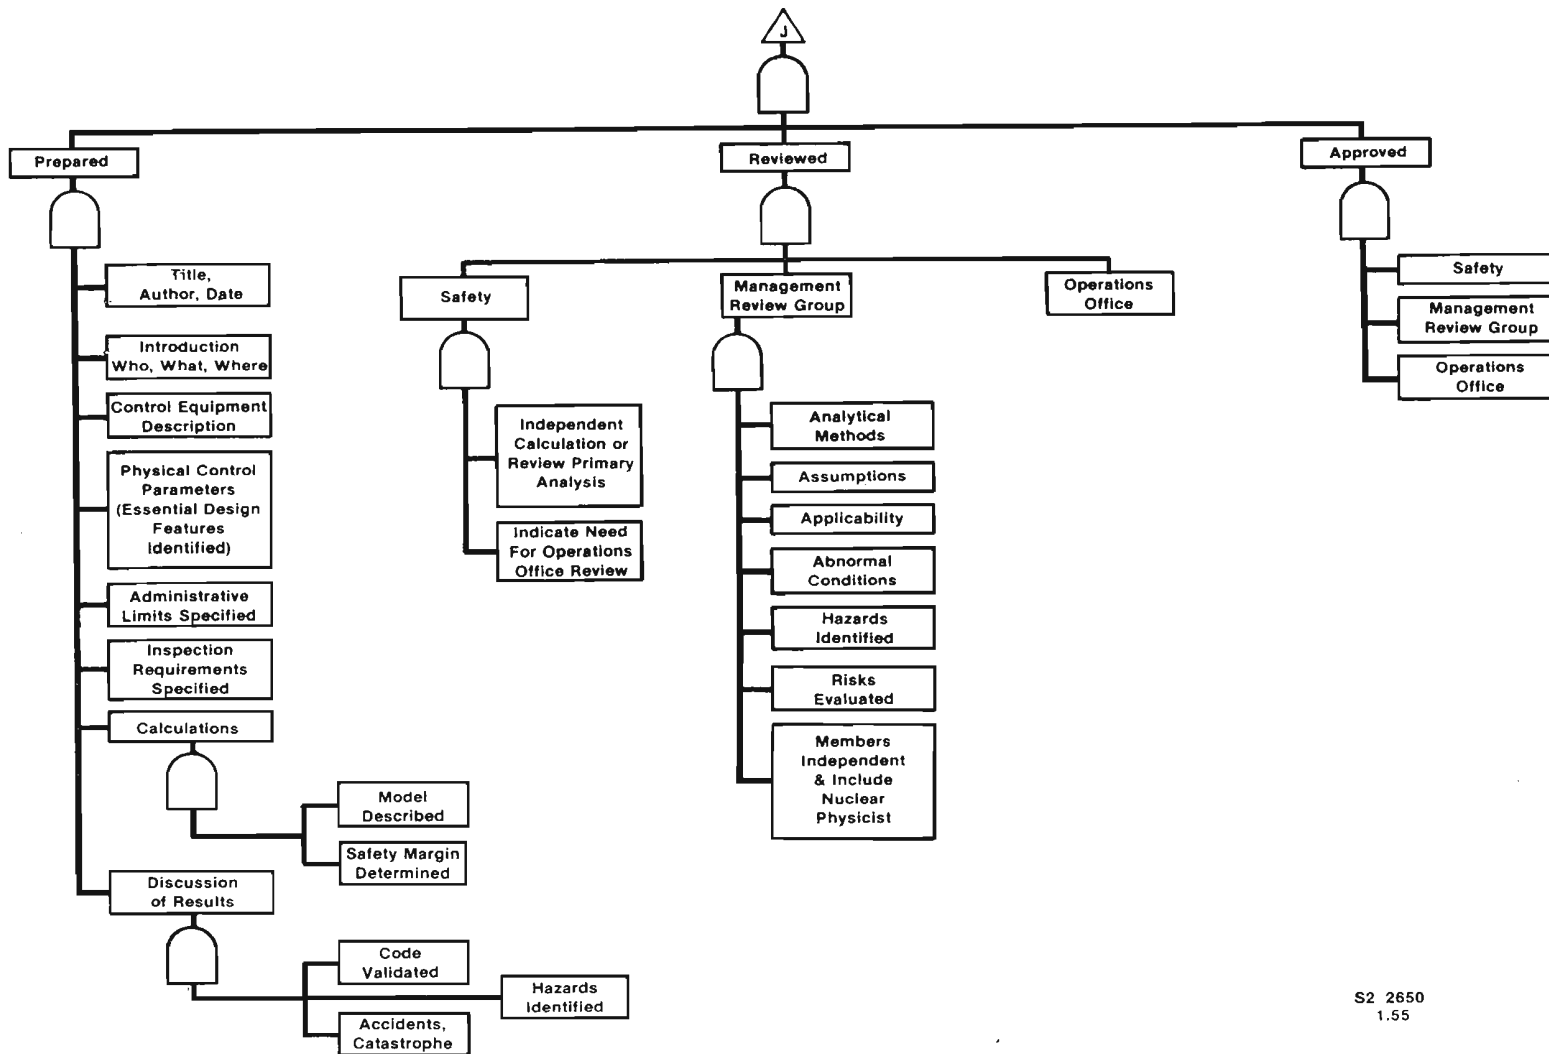 J
Prepared
Reviewed
Approved
Title,
Author, Date
Introduction
Who, What, Where
Control Equipment
Description
Physical Control
Parameters
(Essential Design
Features
Identified)
Administrative
Limits Specified
Inspection
Requirements
Specified
Calculations
Model
Described
Safety Margin
Determined
Discussion
of Results
Code
Validated
Hazards
Identified
Accidents,
Catastrophe
Safety
Independent
Calculation or
Review Primary
Analysis
Indicate Need
For Operations
Office Review
Management
Review Group
Analytical
Methods
Assumptions
Applicability
Abnormal
Conditions
Hazards
Identified
Risks
Evaluated
Members
Independent
& Include
Nuclear
Physicist
Operations
Office
Safety
Management
Review Group
Operations
Office
S2 2650
1.55